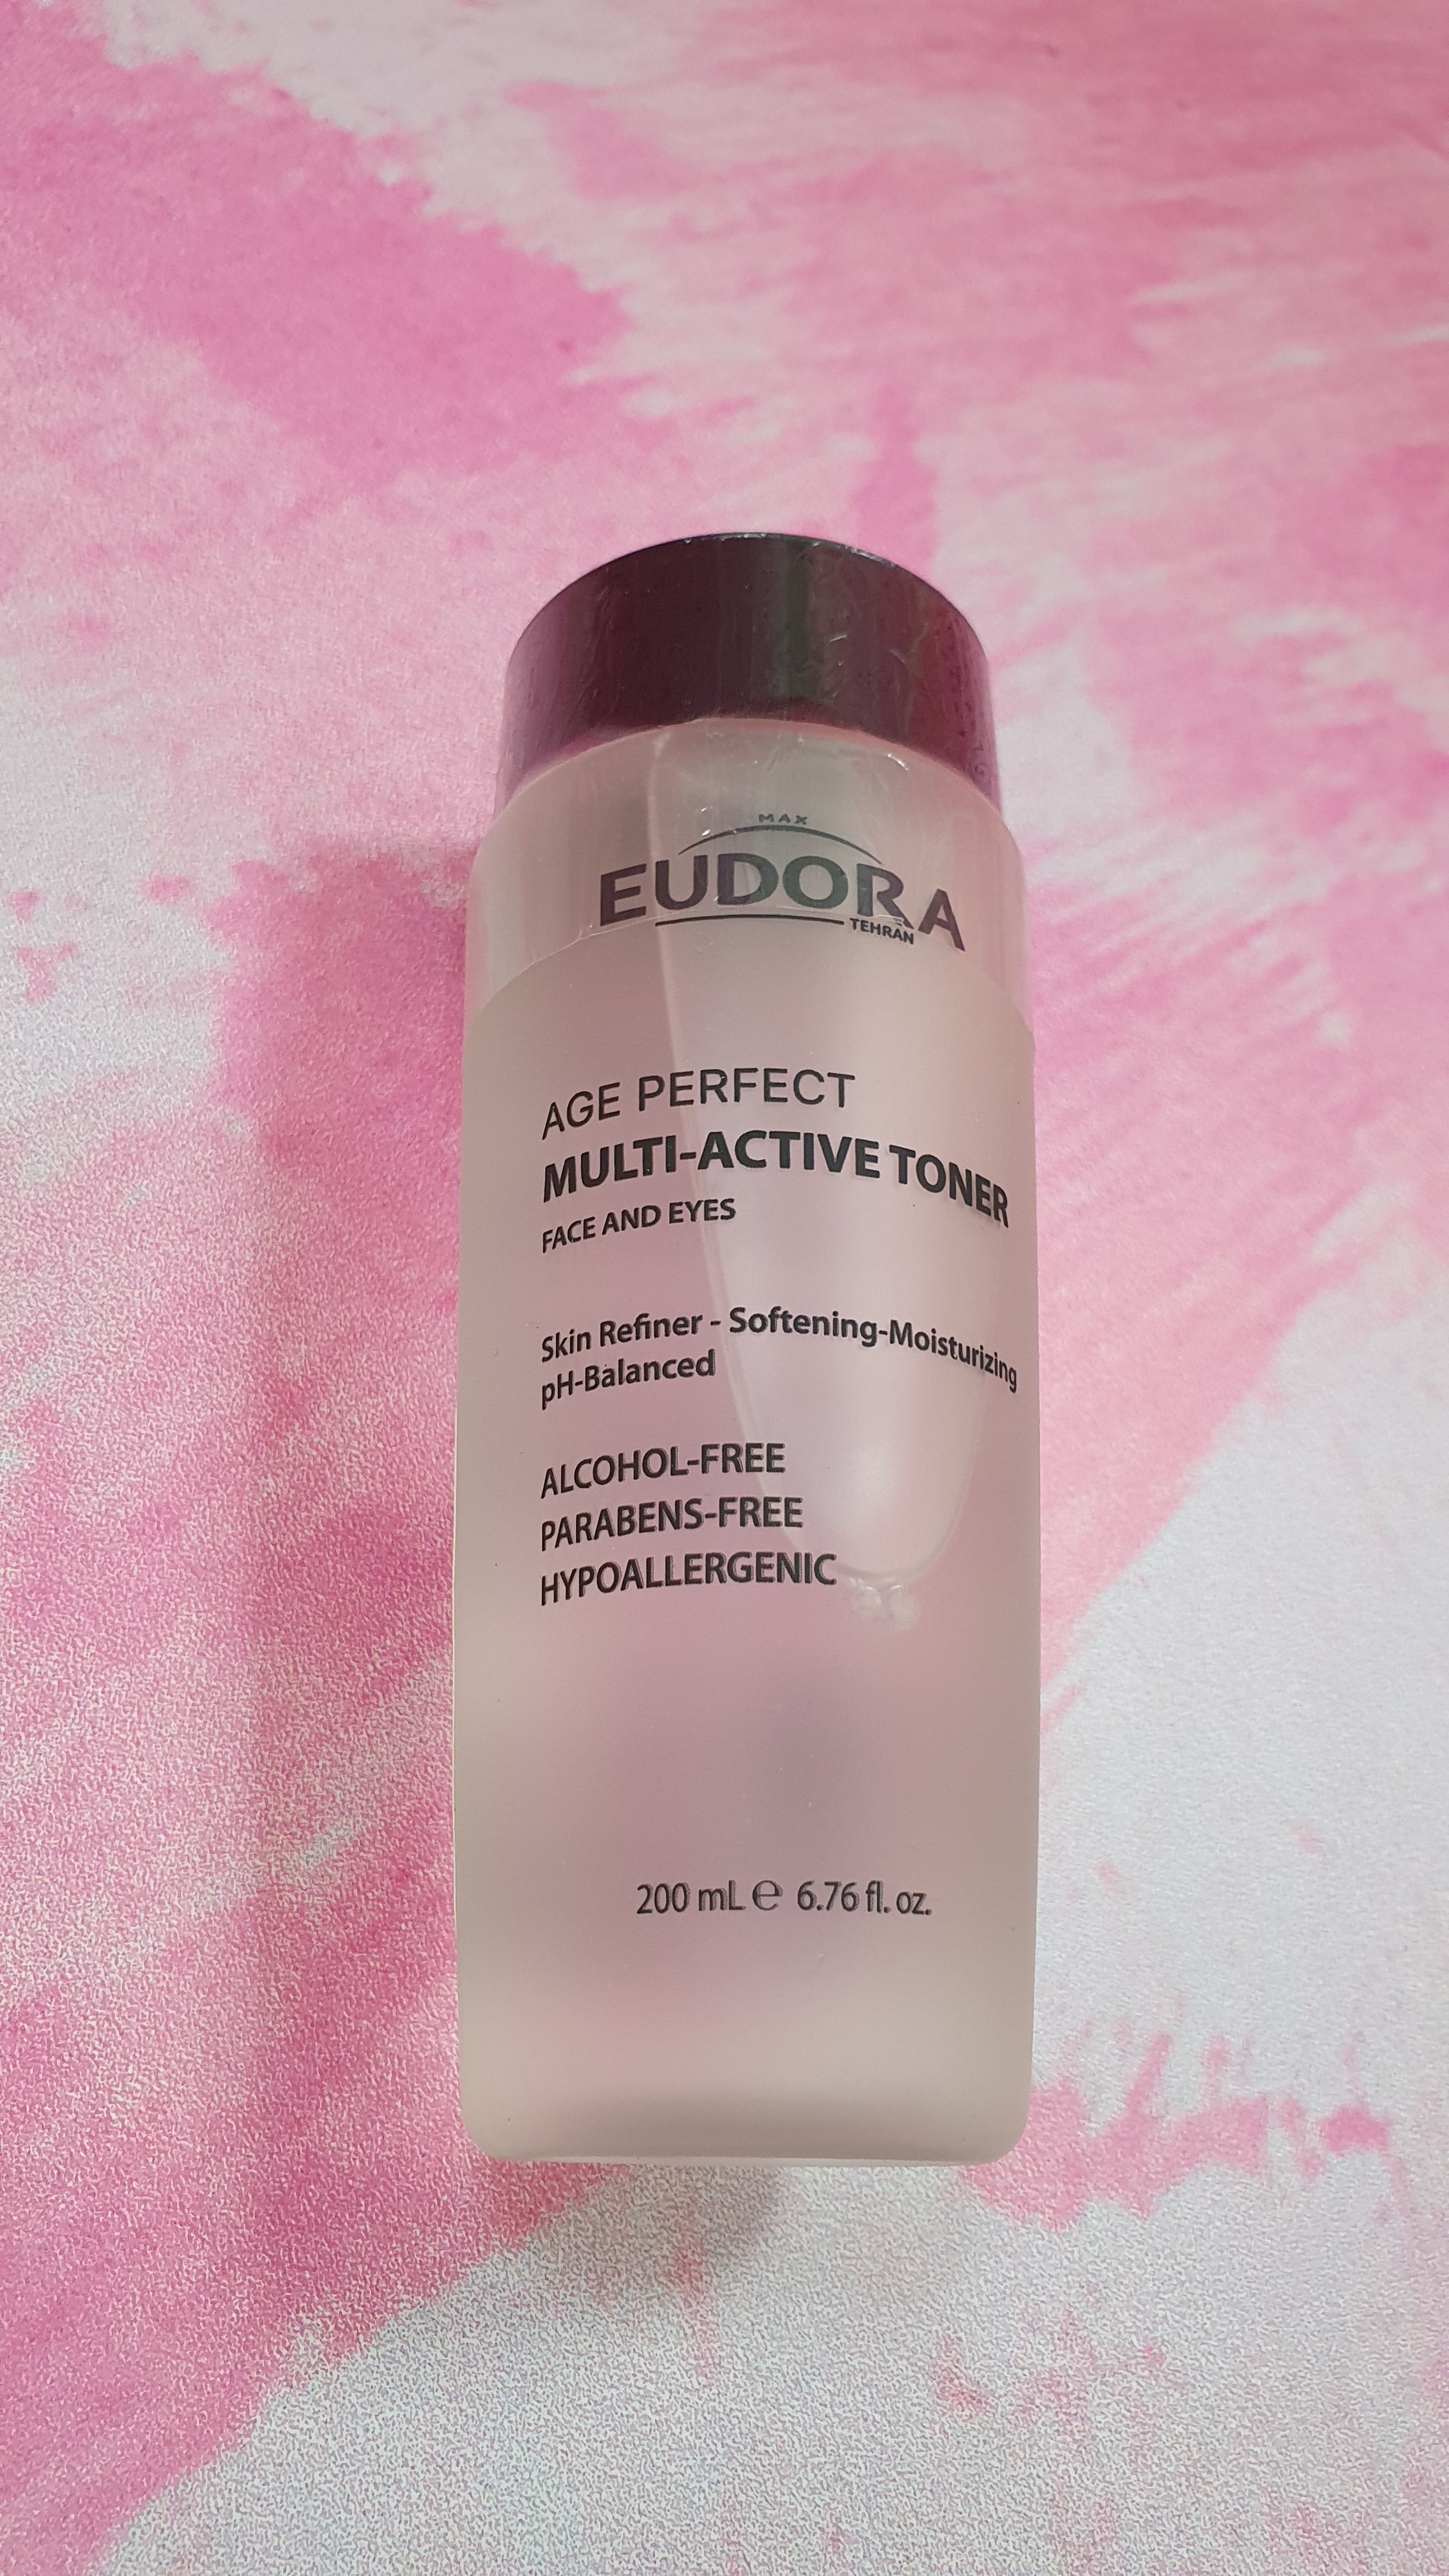 MAX
EUDORA
TEHRAN
AGE PERFECT
MULTI-ACTIVE TONER
FACE AND EYES
Skin Refiner - Softening-Moisturizing
pH-Balanced
ALCOHOL-FREE
PARABENS-FREE
HYPOALLERGENIC
200 mL ℮ 6.76 fl. oz.